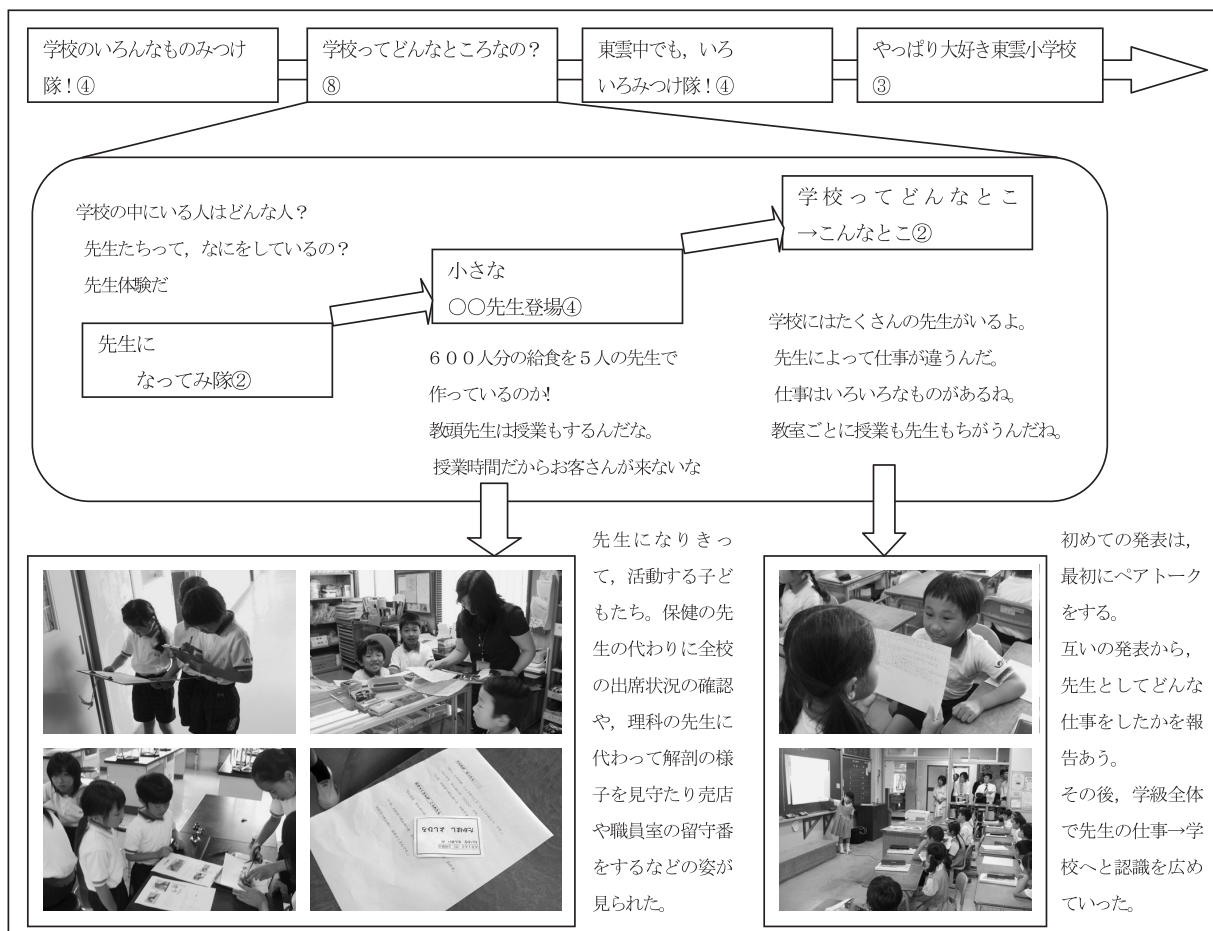 学校のいろんなものみつけ
隊！④
学校ってどんなところなの？
⑧
東雲中でも，いろ
いろみつけ隊！④
やっぱり大好き東雲小学校
③
学校の中にいる人はどんな人？
先生たちって，なにをしているの？
先生体験だ
先生に
なってみ隊②
小さな
○○先生登場④
学校ってどんなとこ
→こんなとこ②
６００人分の給食を５人の先生で
作っているのか!
教頭先生は授業もするんだな。
授業時間だからお客さんが来ないな
学校にはたくさんの先生がいるよ。
先生によって仕事が違うんだ。
仕事はいろいろなものがあるね。
教室ごとに授業も先生もちがうんだね。
先生になりきっ
て，活動する子ど
もたち。保健の先
生の代わりに全校
の出席状況の確認
や，理科の先生に
代わって解剖の様
子を見守たり売店
や職員室の留守番
をするなどの姿が
見られた。
初めての発表は，
最初にペアトーク
をする。
互いの発表から，
先生としてどんな
仕事をしたかを報
告あう。
その後，学級全体
で先生の仕事→学
校へと認識を広め
ていった。
たかはし よしひろ